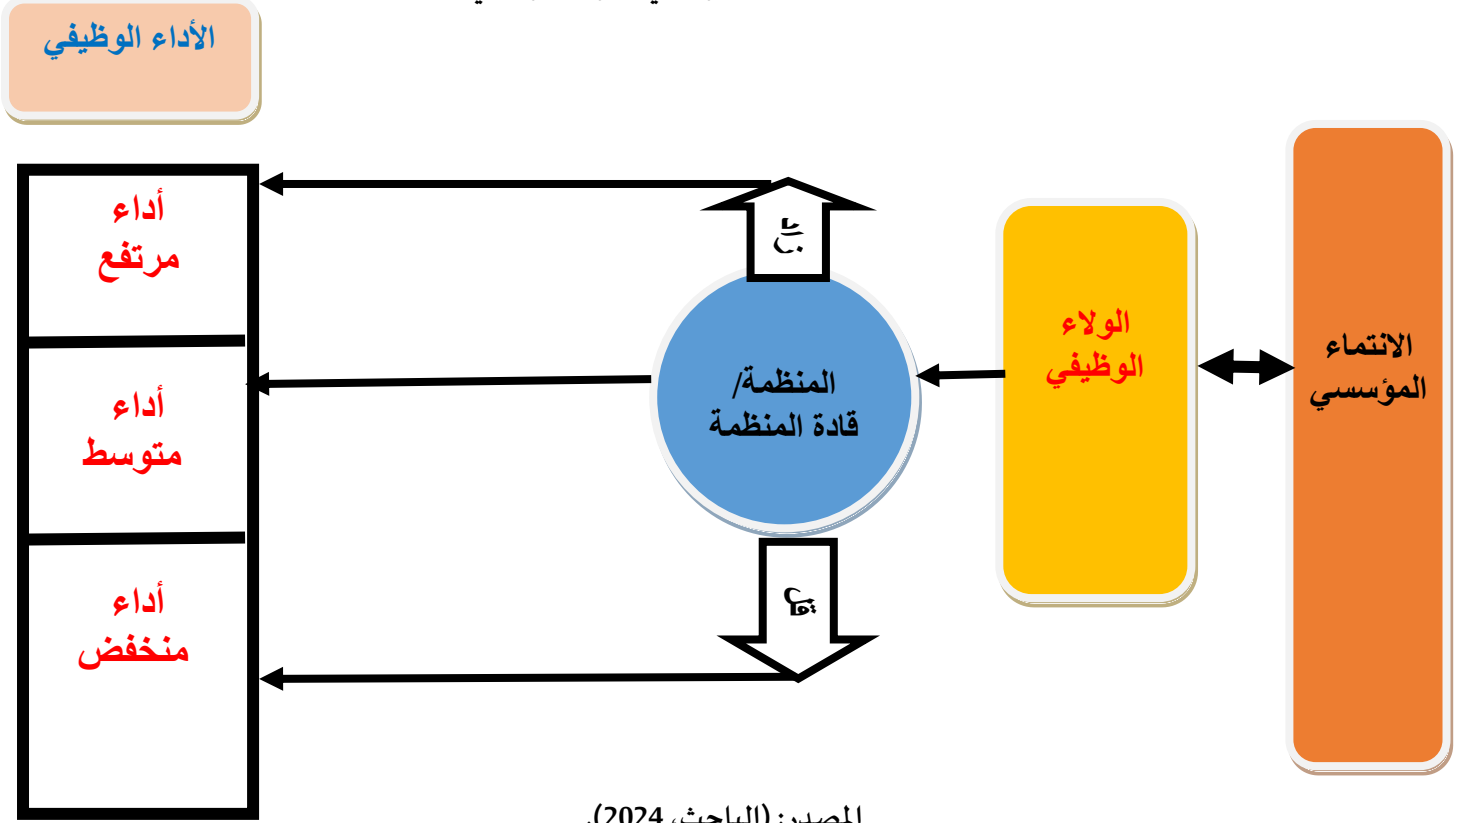 الأداء الوظيفي
الانتماء
المؤسسي
الولاء
الوظيفي
المنظمة/
قادة المنظمة
أداء
مرتفع
أداء
متوسط
أداء
منخفض
المصدر: (الباحث، 2024).